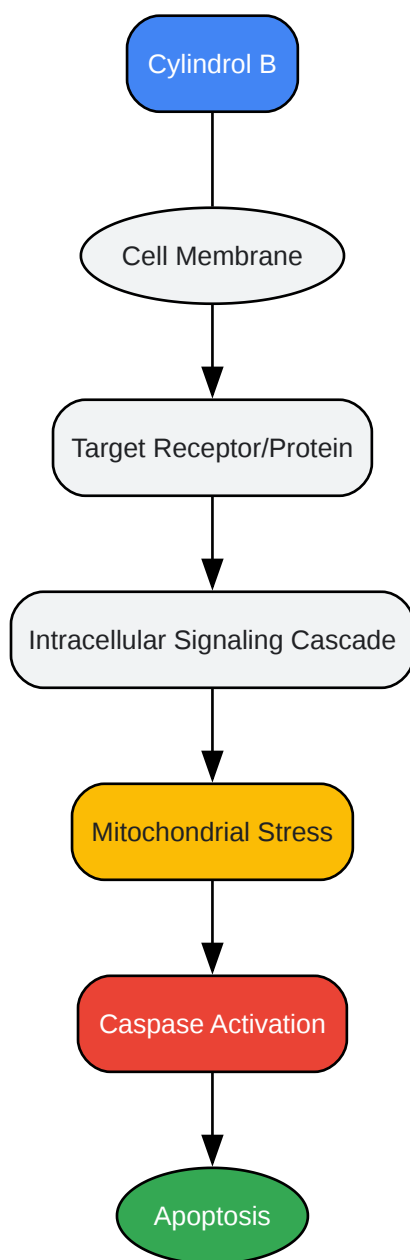 Cylindrol B
Cell Membrane
Target Receptor/Protein
Intracellular Signaling Cascade
Mitochondrial Stress
Caspase Activation
Apoptosis